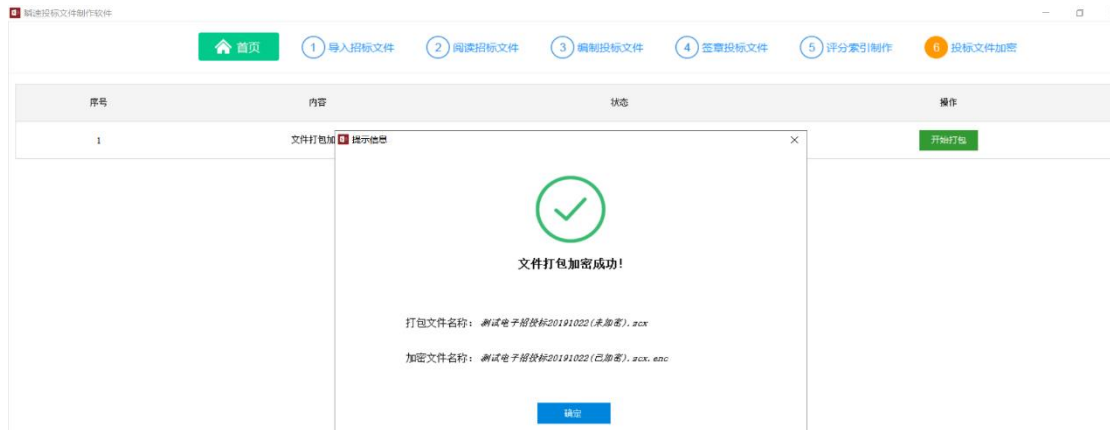 睛速投标文件制作软件
首页 1 导入招标文件 2 阅读招标文件 3 编制投标文件 4 签章投标文件 5 评分索引制作 6 投标文件加密
序号 内容 状态 操作
1 文件打包加 开始打包
提示信息
文件打包加密成功!
打包文件名称: 测试电子招投标20191022(未加密).zcx
加密文件名称: 测试电子招投标20191022(已加密).zcx.enc
确定